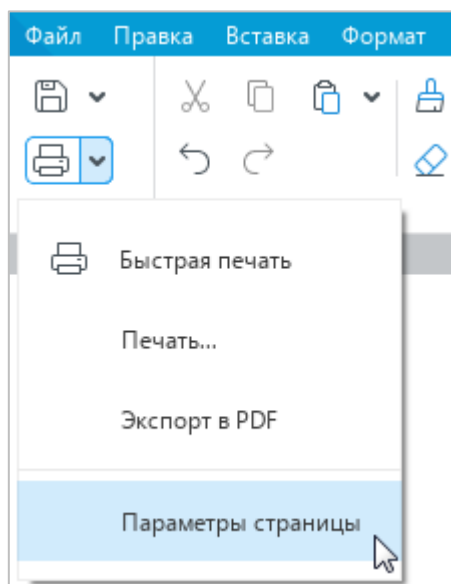 Файл Правка Вставка Формат
Быстрая печать
Печать...
Экспорт в PDF
Параметры страницы